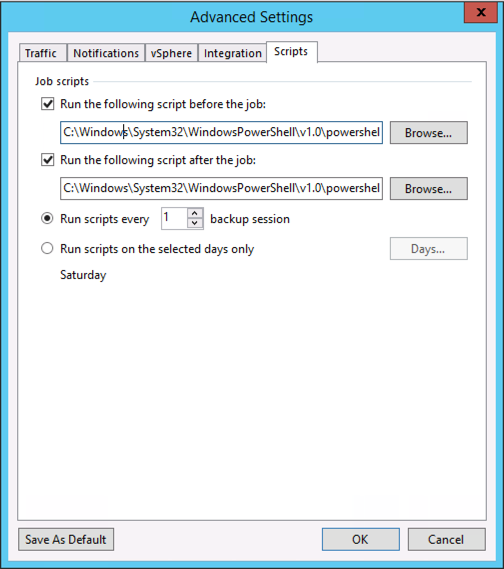 Advanced Settings
x
Traffic Notifications vSphere Integration Scripts
Job scripts
Run the following script before the job:
C:\Windows\System32\WindowsPowerShell\v1.0\powershel Browse...
Run the following script after the job:
C:\Windows\System32\WindowsPowerShell\v1.0\powershel Browse...
Run scripts every 1 backup session
Run scripts on the selected days only Days...
Saturday
Save As Default OK Cancel